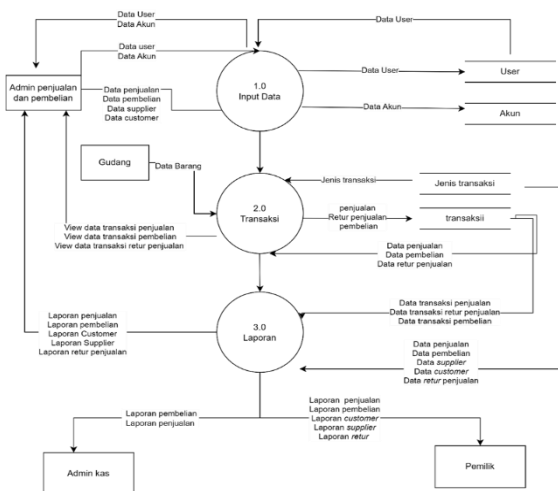 Data User
Data Akun
Data User
Data user
Data Akun
Admin penjualan
dan pembelian
Data penjualan
Data pembelian
Data supplier
Data customer
1.0
Input Data
Data User
User
Data Akun
Akun
Gudang
Data Barang
Jenis transaksi
Jenis transaksi
2.0
Transaksi
penjualan
Retur penjualan
pembelian
transaksii
View data transaksi penjualan
View data transaksi pembelian
View data transaksi retur penjualan
Data penjualan
Data pembelian
Data retur penjualan
3.0
Laporan
Data transaksi penjualan
Data transaksi retur penjualan
Data transaksi pembelian
Laporan penjualan
Laporan pembelian
Laporan Customer
Laporan Supplier
Laporan retur penjualan
Data penjualan
Data pembelian
Data supplier
Data customer
Data retur penjualan
Laporan pembelian
Laporan penjualan
Laporan penjualan
Laporan pembelian
Laporan customer
Laporan supplier
Laporan retur
Admin kas
Pemilik